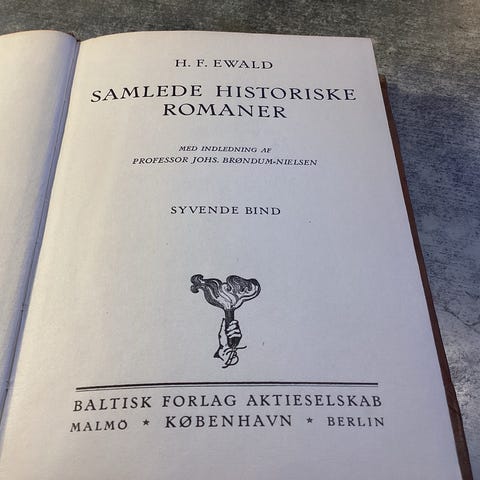 H. F. EWALD
SAMLEDE HISTORISKE
ROMANER
MED INDLEDNING AF
PROFESSOR JOHS. BRØNDUM-NIELSEN
SYVENDE BIND
BALTISK FORLAG AKTIESELSKAB
MALMÖ ★ KØBENHAVN ★ BERLIN